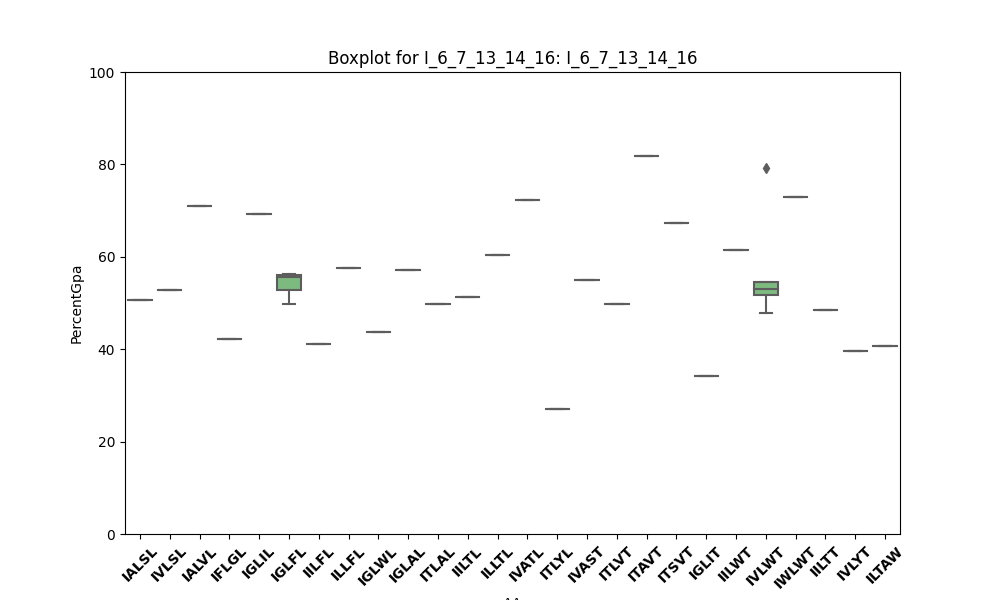 Boxplot for I_6_7_13_14_16: I_6_7_13_14_16
100
80
60
40
20
0
PercentGpa
IALSL IVLSL IALVL IFLGL IGLIL IGLFL IILFL ILLFL IGLWL IGLAL ITLAL IILTL ILLTL IVATL ITLYL IVAST ITLVT ITAVT ITSVT IGLIT IILWT IVLWT IWLWT IILTT IVLYT ILTAW